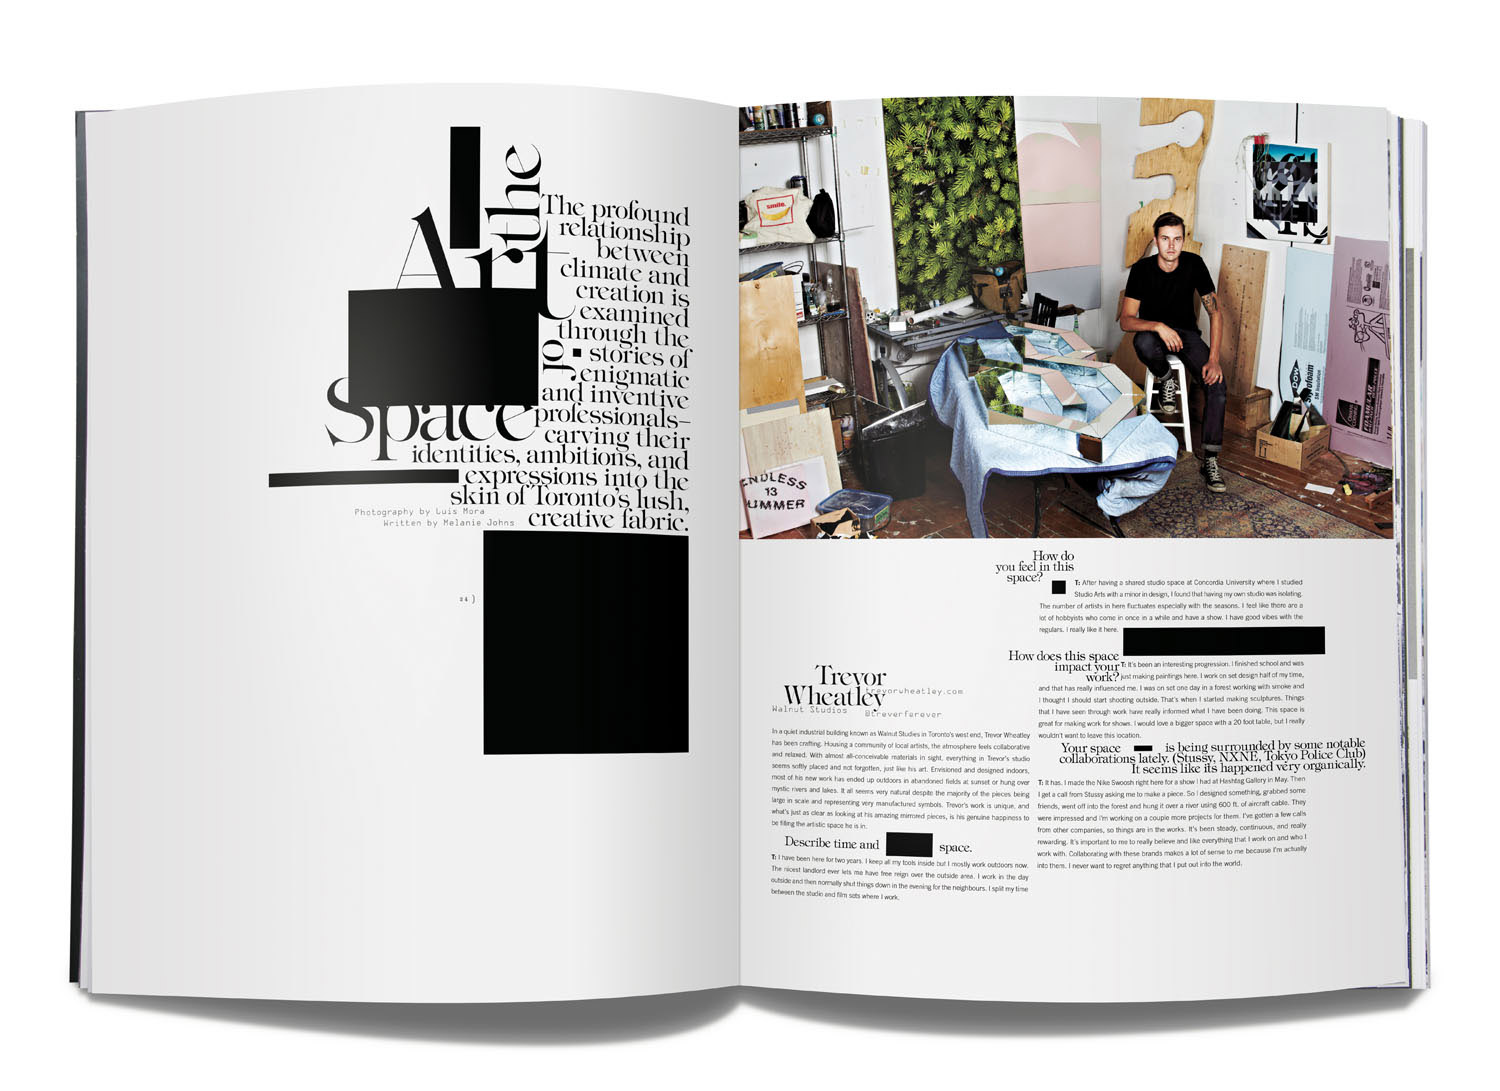 the
Art
of
Space
The profound
relationship
between
climate and
creation is
examined
through the
stories of
enigmatic
and inventive
professionals–
carving their
identities, ambitions, and
expressions into the
skin of Toronto's lush,
creative fabric.
Photography by Luis Mora
Written by Melanie Johns
24 )
smile.
ENDLESS
13
UMMER
DOW
Styrofoam
FOAMULAR
Trevor
Wheatley
trevorwheatley.com
Walnut Studios
@treverforever
In a quiet industrial building known as Walnut Studies in Toronto's west end, Trevor Wheatley
has been crafting. Housing a community of local artists, the atmosphere feels collaborative
and relaxed. With almost all-conceivable materials in sight, everything in Trevor's studio
seems softly placed and not forgotten, just like his art. Envisioned and designed indoors,
most of his new work has ended up outdoors in abandoned fields at sunset or hung over
mystic rivers and lakes. It all seems very natural despite the majority of the pieces being
large in scale and representing very manufactured symbols. Trevor's work is unique, and
what's just as clear as looking at his amazing mirrored pieces, is his genuine happiness to
be filling the artistic space he is in.
Describe time and space.
T: I have been here for two years. I keep all my tools inside but I mostly work outdoors now.
The nicest landlord ever lets me have free reign over the outside area. I work in the day
outside and then normally shut things down in the evening for the neighbours. I split my time
between the studio and film sets where I work.
How do
you feel in this
space?
T: After having a shared studio space at Concordia University where I studied
Studio Arts with a minor in design, I found that having my own studio was isolating.
The number of artists in here fluctuates especially with the seasons. I feel like there are a
lot of hobbyists who come in once in a while and have a show. I have good vibes with the
regulars. I really like it here.
How does this space
impact your
work?
T: It's been an interesting progression. I finished school and was
just making paintings here. I work on set design half of my time,
and that has really influenced me. I was on set one day in a forest working with smoke and
I thought I should start shooting outside. That's when I started making sculptures. Things
that I have seen through work have really informed what I have been doing. This space is
great for making work for shows. I would love a bigger space with a 20 foot table, but I really
wouldn't want to leave this location.
Your space is being surrounded by some notable
collaborations lately. (Stussy, NXNE, Tokyo Police Club)
It seems like its happened very organically.
T: It has. I made the Nike Swoosh right here for a show I had at Hashtag Gallery in May. Then
I get a call from Stussy asking me to make a piece. So I designed something, grabbed some
friends, went off into the forest and hung it over a river using 600 ft. of aircraft cable. They
were impressed and I'm working on a couple more projects for them. I've gotten a few calls
from other companies, so things are in the works. It's been steady, continuous, and really
rewarding. It's important to me to really believe and like everything that I work on and who I
work with. Collaborating with these brands makes a lot of sense to me because I'm actually
into them. I never want to regret anything that I put out into the world.